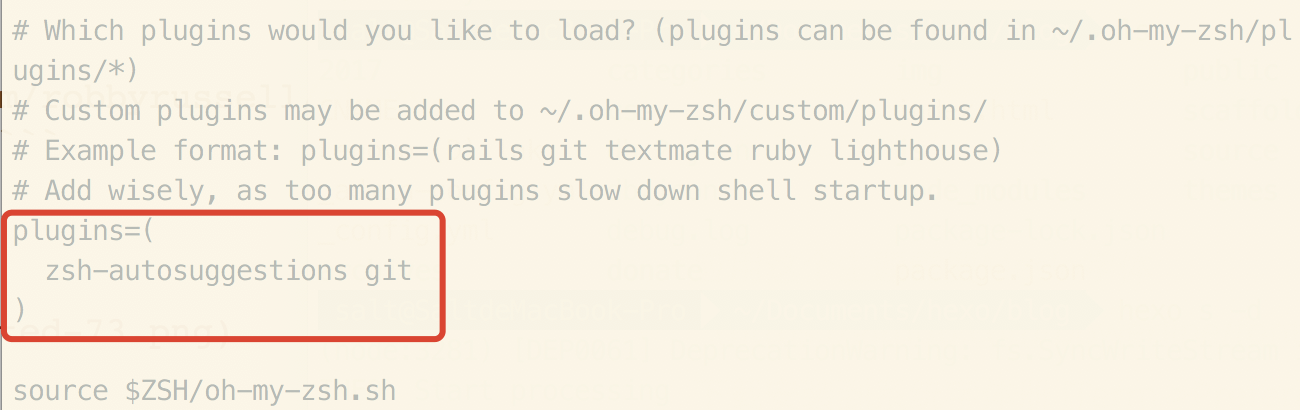 # Which plugins would you like to load? (plugins can be found in ~/.oh-my-zsh/pl
ugins/*)
# Custom plugins may be added to ~/.oh-my-zsh/custom/plugins/
# Example format: plugins=(rails git textmate ruby lighthouse)
# Add wisely, as too many plugins slow down shell startup.
plugins=(
  zsh-autosuggestions git
)
source $ZSH/oh-my-zsh.sh